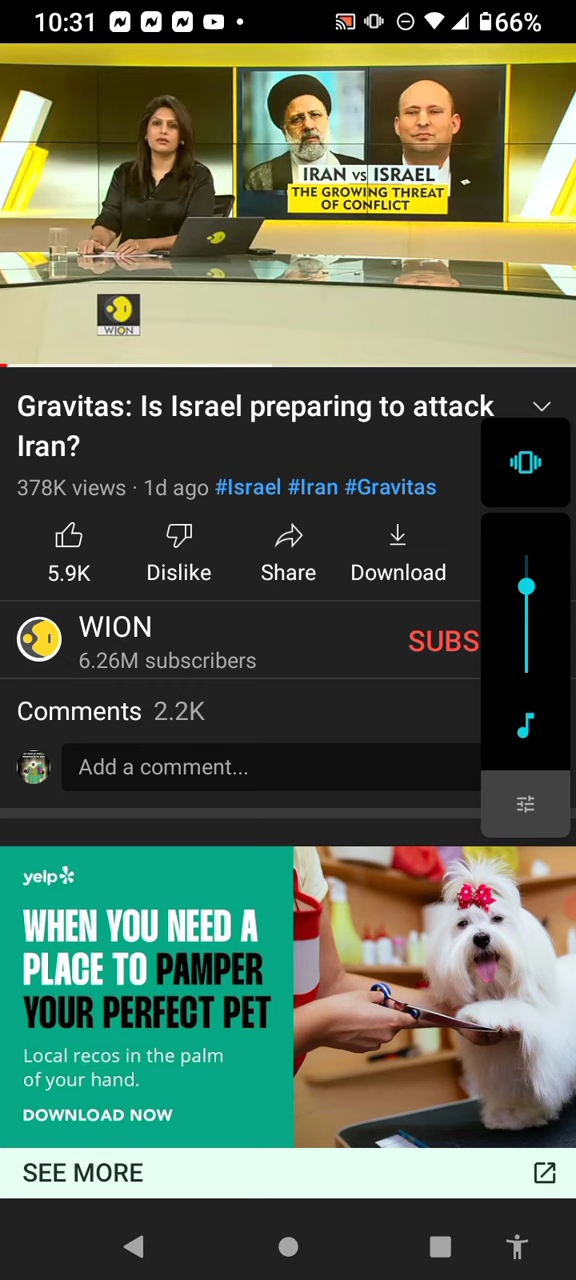 10:31
66%
IRAN vs ISRAEL
THE GROWING THREAT
OF CONFLICT
WION
Gravitas: Is Israel preparing to attack
Iran?
378K views · 1d ago #Israel #Iran #Gravitas
5.9K
Dislike
Share
Download
WION
6.26M subscribers
SUBS
Comments 2.2K
Add a comment...
yelp
WHEN YOU NEED A
PLACE TO PAMPER
YOUR PERFECT PET
Local recos in the palm
of your hand.
DOWNLOAD NOW
SEE MORE